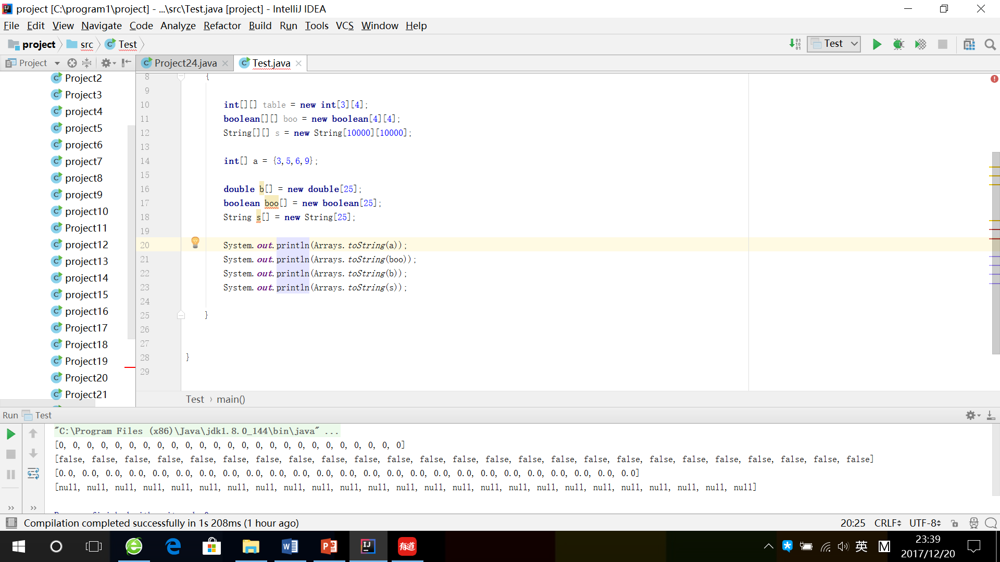 project [C:\program1\project] - ...\src\Test.java [project] - IntelliJ IDEA
File Edit View Navigate Code Analyze Refactor Build Run Tools VCS Window Help
project src Test
Test
Project
Project24.java
Test.java
Project2
Project3
project4
project5
project6
project7
project8
project9
project10
Project11
project12
project13
project14
project15
project16
Project17
Project18
Project19
Project20
Project21
8 {
9
10 int[][] table = new int[3][4];
11 boolean[][] boo = new boolean[4][4];
12 String[][] s = new String[10000][10000];
13
14 int[] a = {3,5,6,9};
15
16 double b[] = new double[25];
17 boolean boo[] = new boolean[25];
18 String s[] = new String[25];
19
20 System.out.println(Arrays.toString(a));
21 System.out.println(Arrays.toString(boo));
22 System.out.println(Arrays.toString(b));
23 System.out.println(Arrays.toString(s));
24
25 }
26
27
28 }
29
Test › main()
Run Test
"C:\Program Files (x86)\Java\jdk1.8.0_144\bin\java" ...
[0, 0, 0, 0, 0, 0, 0, 0, 0, 0, 0, 0, 0, 0, 0, 0, 0, 0, 0, 0, 0, 0, 0, 0, 0]
[false, false, false, false, false, false, false, false, false, false, false, false, false, false, false, false, false, false, false, false, false, false, false, false, false]
[0.0, 0.0, 0.0, 0.0, 0.0, 0.0, 0.0, 0.0, 0.0, 0.0, 0.0, 0.0, 0.0, 0.0, 0.0, 0.0, 0.0, 0.0, 0.0, 0.0, 0.0, 0.0, 0.0, 0.0, 0.0]
[null, null, null, null, null, null, null, null, null, null, null, null, null, null, null, null, null, null, null, null, null, null, null, null, null]
Compilation completed successfully in 1s 208ms (1 hour ago)
20:25 CRLF UTF-8
有道
英
M
23:39
2017/12/20